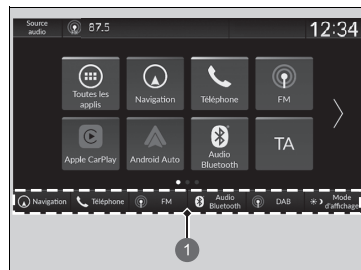 Source
audio
87.5
12:34
Toutes les
applis
Navigation
Téléphone
FM
Apple CarPlay
Android Auto
Audio
Bluetooth
TA
Navigation
Téléphone
FM
Audio
Bluetooth
DAB
Mode
d'affichage
1